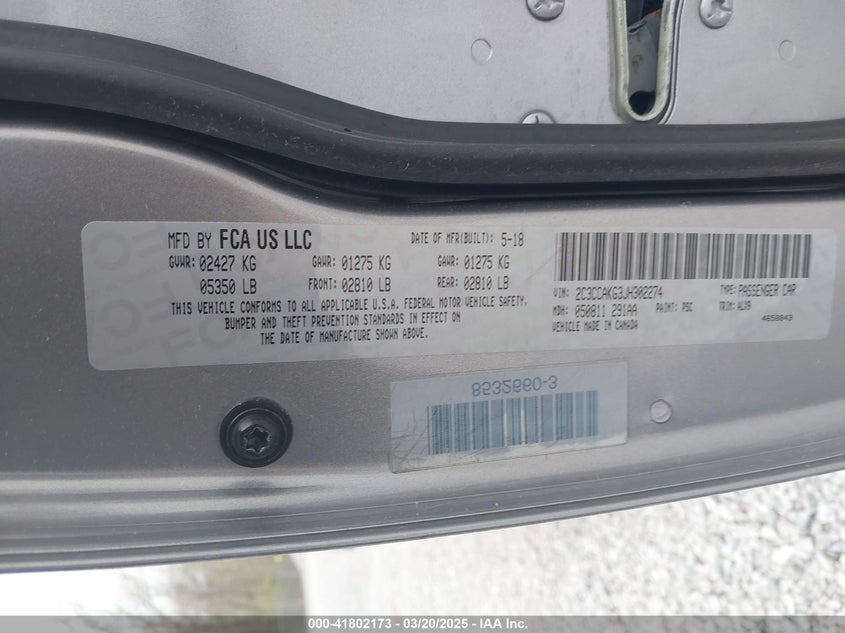 MFD BY FCA US LLC DATE OF MFR(BUILT): 5-18
GVWR: 02427 KG GAWR: 01275 KG GAWR: 01275 KG
05350 LB FRONT: 02810 LB REAR: 02810 LB
THIS VEHICLE CONFORMS TO ALL APPLICABLE U.S.A. FEDERAL MOTOR VEHICLE SAFETY,
BUMPER AND THEFT PREVENTION STANDARDS IN EFFECT ON
THE DATE OF MANUFACTURE SHOWN ABOVE.
VIN: 2C3CCAKG3JH302274 TYPE: PASSENGER CAR
MDH: 050811 291AA PAINT: PSC TRIM: ALX9
VEHICLE MADE IN CANADA 4658843
8532660-3
000-41802173 - 03/20/2025 - IAA Inc.